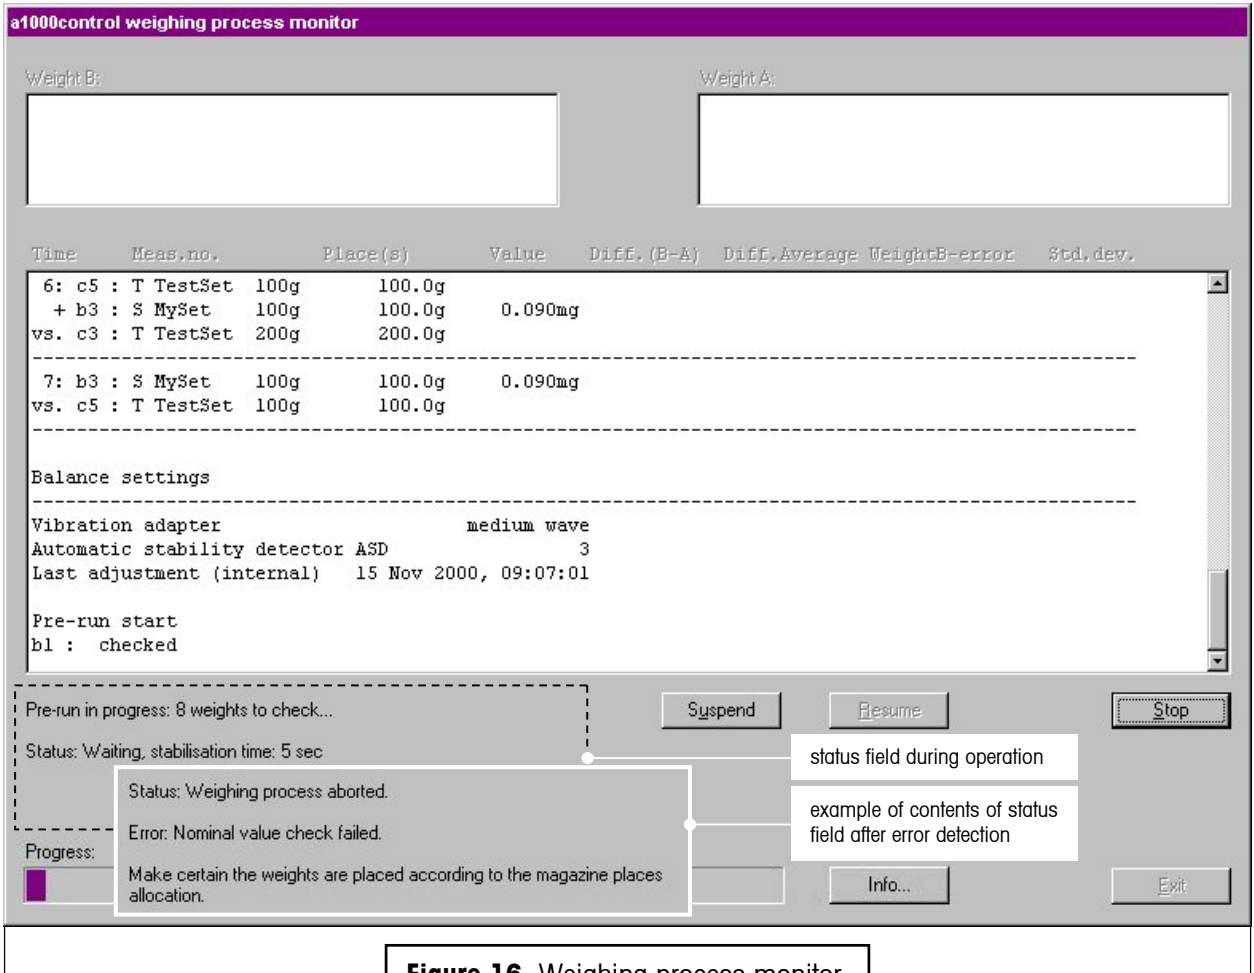 a1000control weighing process monitor
Weight B:
Weight A:
Time Meas.no. Place(s) Value Diff.(B-A) Diff.Average WeightB-error Std.dev.
6: c5 : T TestSet 100g 100.0g
+ b3 : S MySet 100g 100.0g 0.090mg
vs. c3 : T TestSet 200g 200.0g
7: b3 : S MySet 100g 100.0g 0.090mg
vs. c5 : T TestSet 100g 100.0g
Balance settings
Vibration adapter medium wave
Automatic stability detector ASD 3
Last adjustment (internal) 15 Nov 2000, 09:07:01
Pre-run start
b1 : checked
Pre-run in progress: 8 weights to check...
Suspend
Resume
Stop
Status: Waiting, stabilisation time: 5 sec
status field during operation
Status: Weighing process aborted.
Error: Nominal value check failed.
Make certain the weights are placed according to the magazine places
allocation.
example of contents of status
field after error detection
Progress:
Info...
Exit
Figure 16 Weighing process monitor